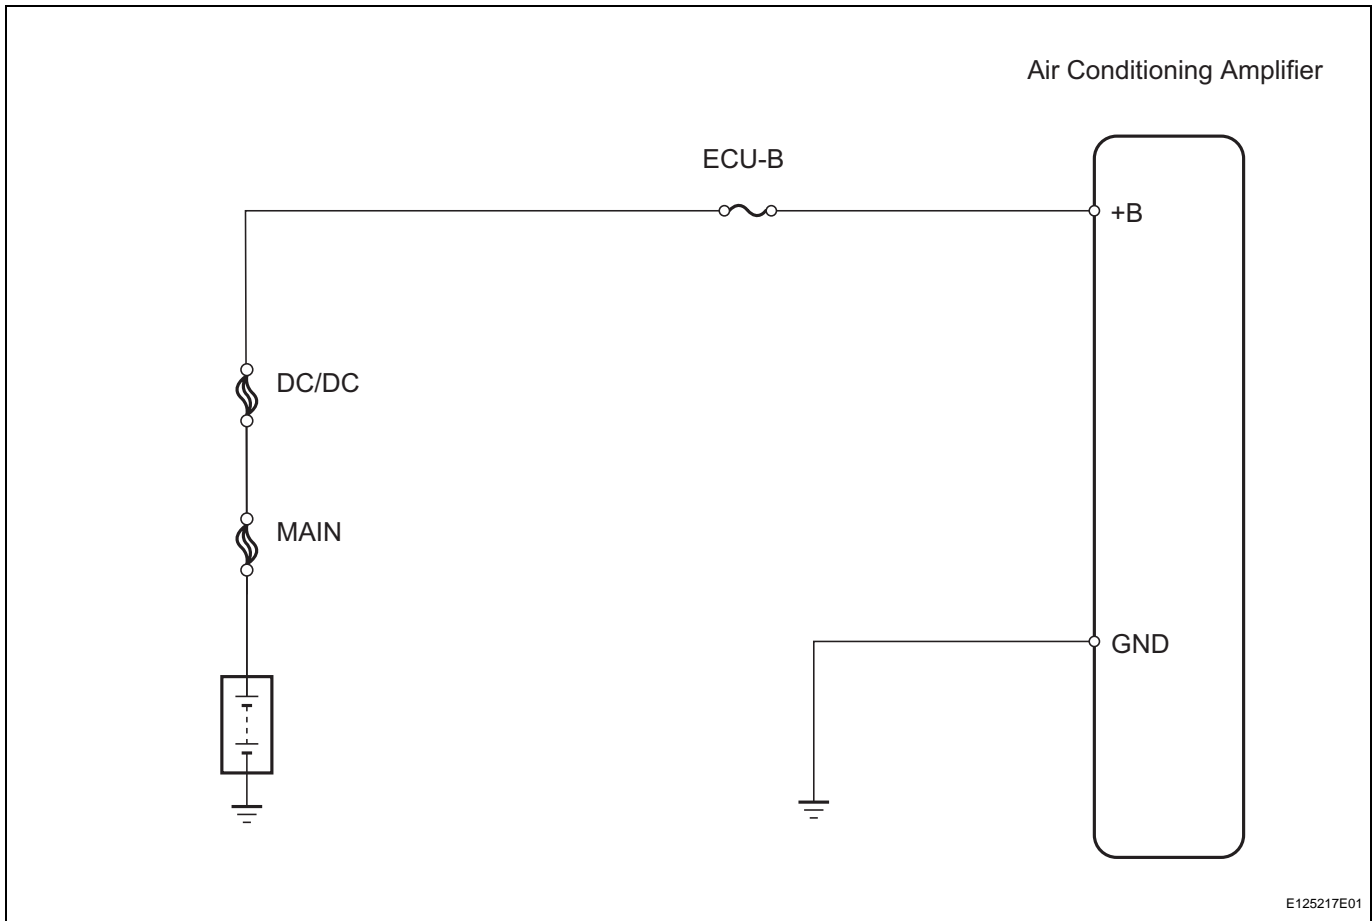 Air Conditioning Amplifier
ECU-B
+B
DC/DC
MAIN
GND
E125217E01